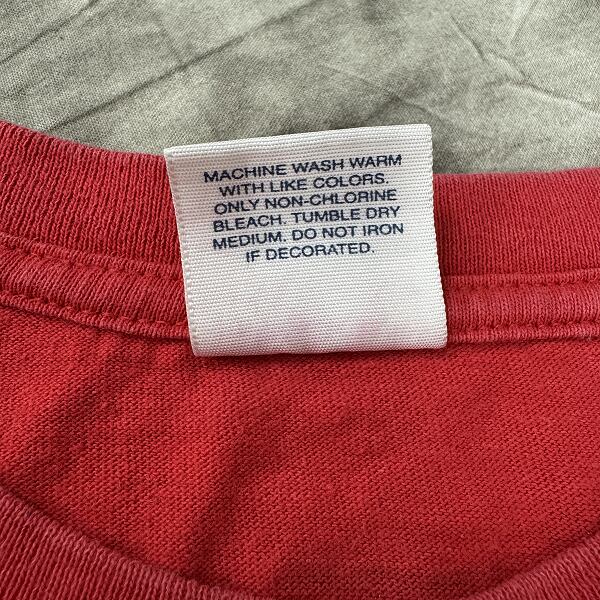 MACHINE WASH WARM
WITH LIKE COLORS.
ONLY NON-CHLORINE
BLEACH. TUMBLE DRY
MEDIUM. DO NOT IRON
IF DECORATED.